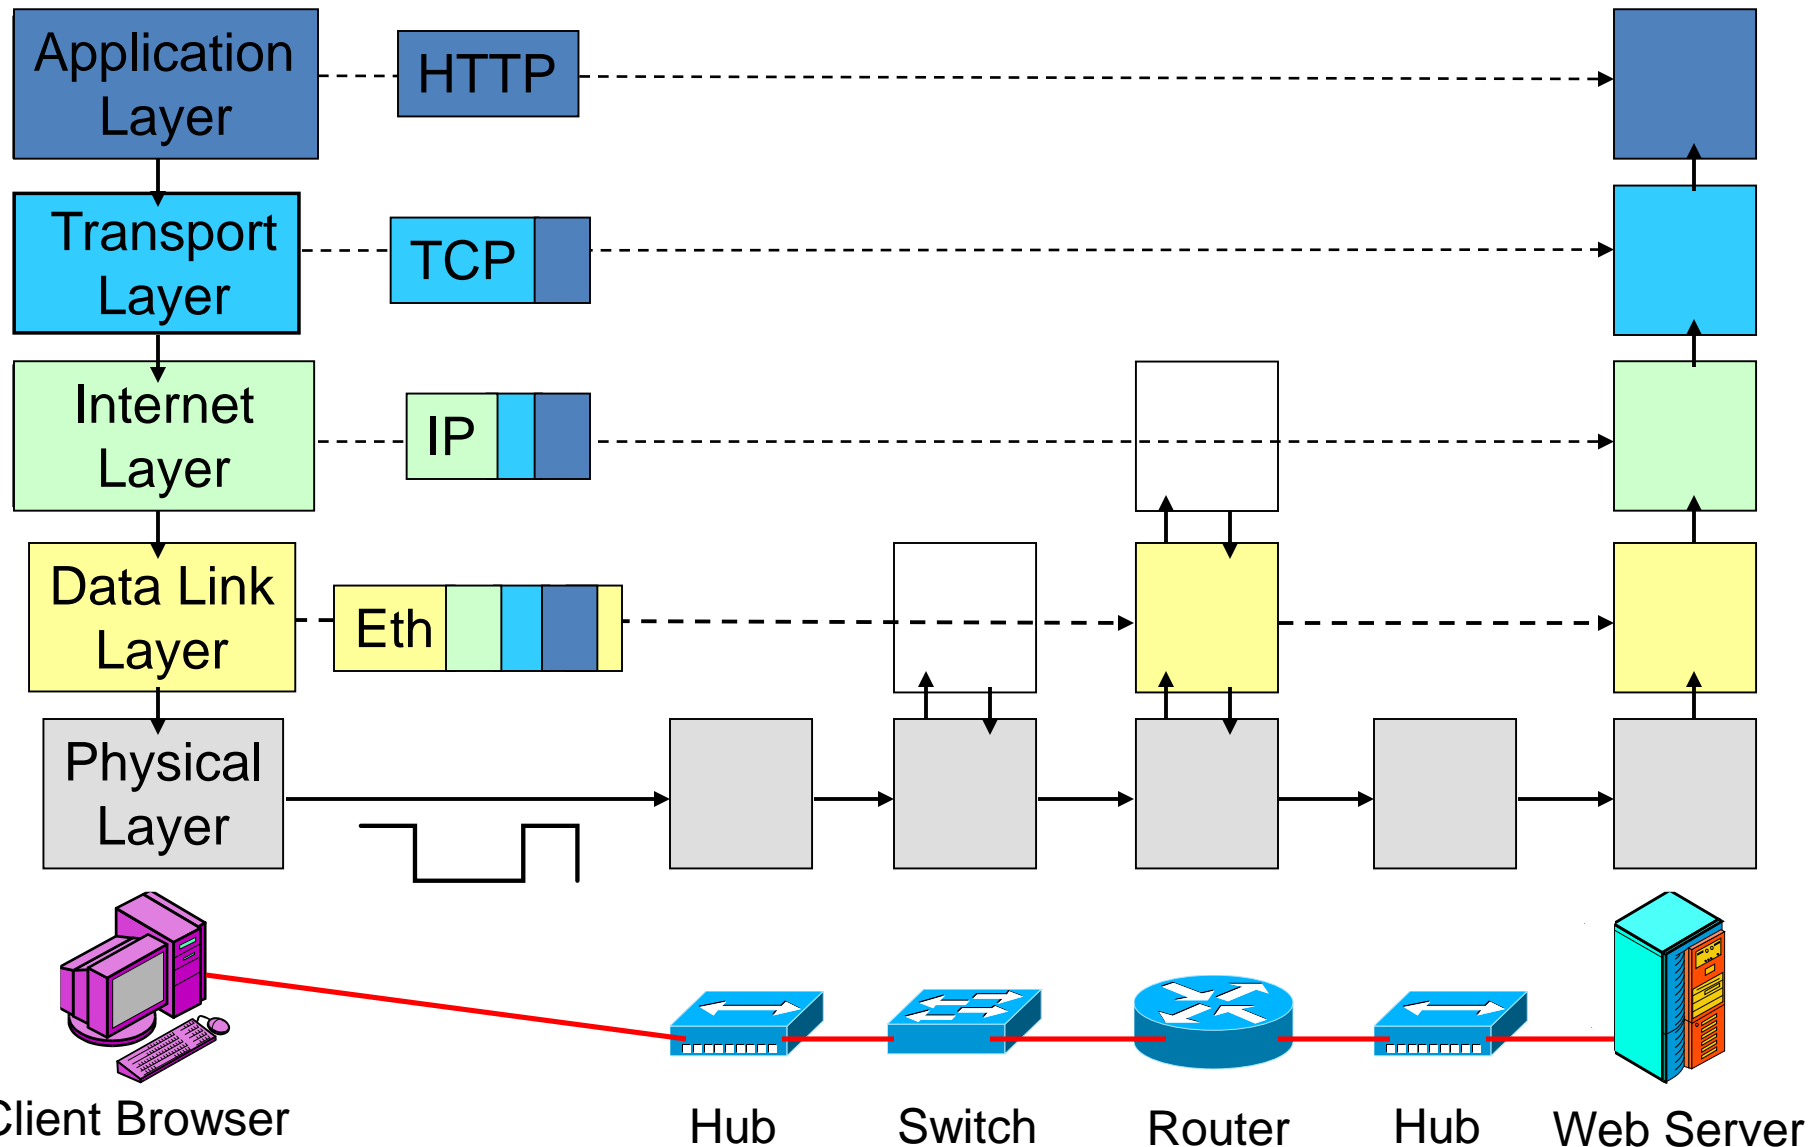 Application
Layer
HTTP
Transport
Layer
TCP
Internet
Layer
IP
Data Link
Layer
Eth
Physical
Layer
Client Browser
Hub
Switch
Router
Hub
Web Server